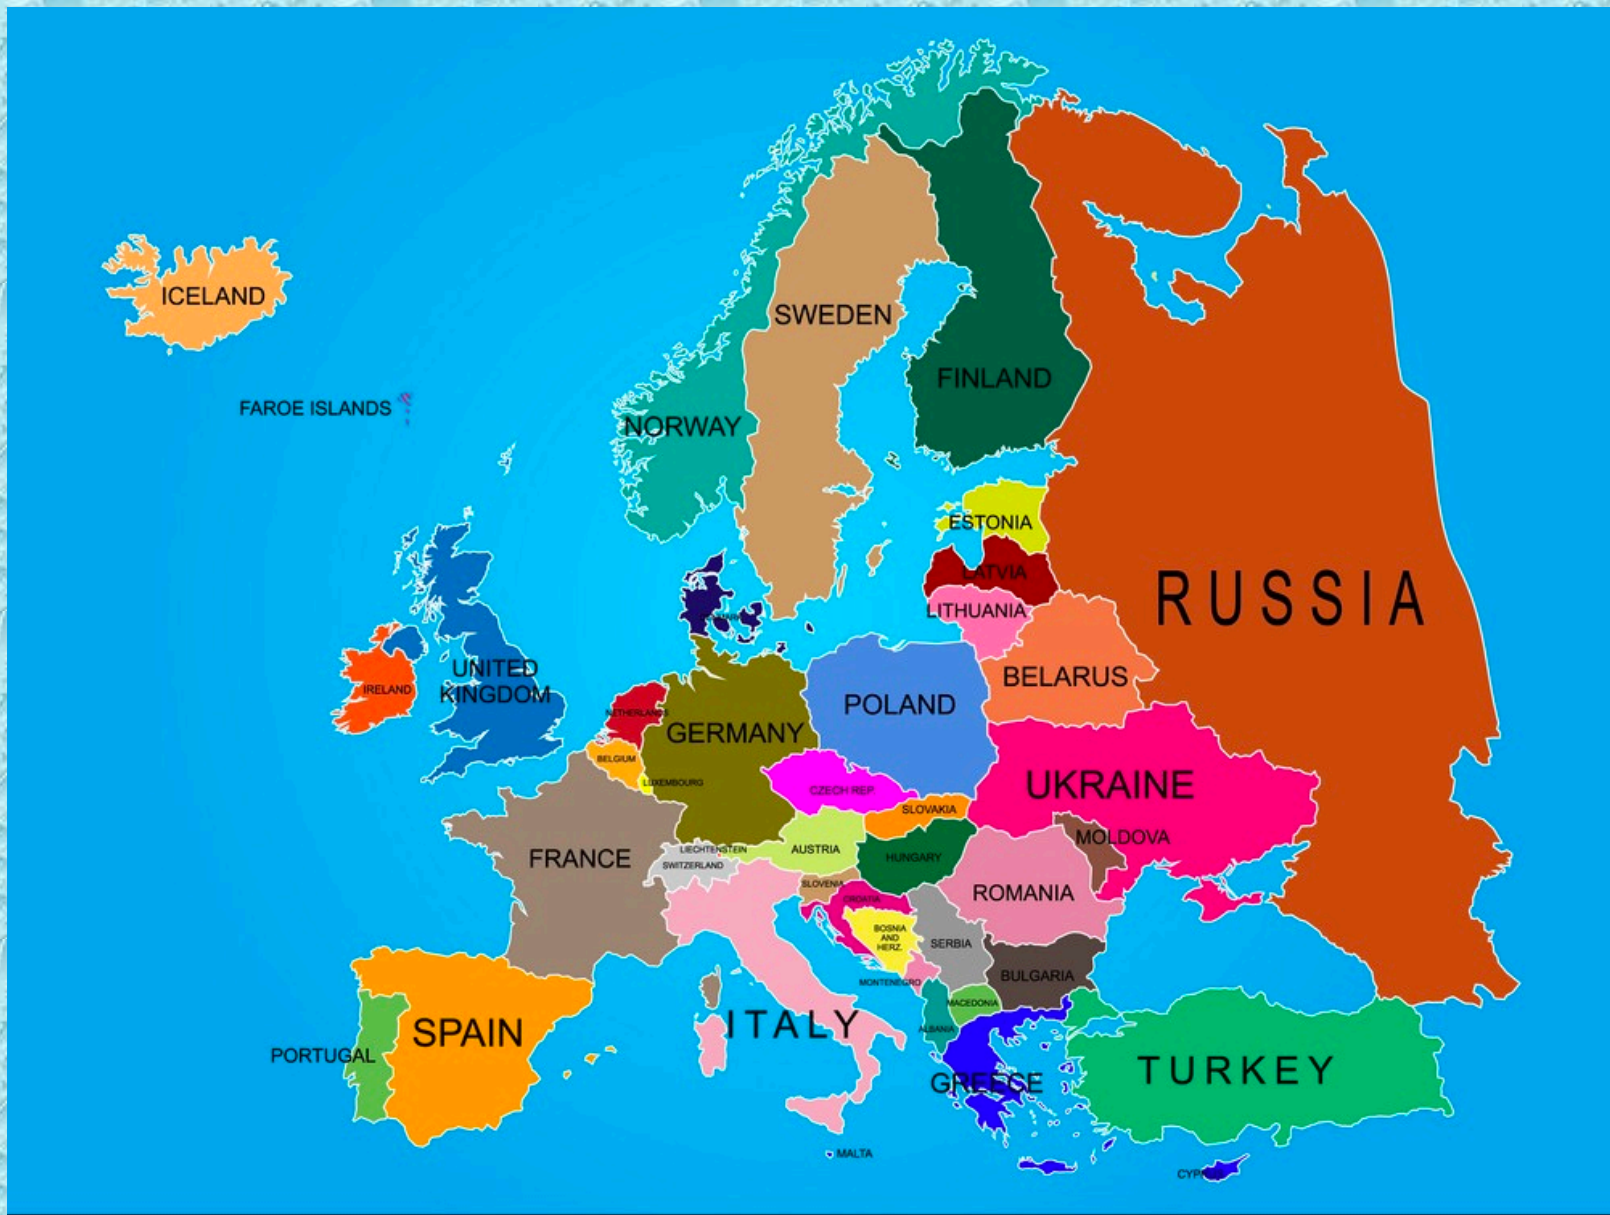 ICELAND
SWEDEN
FINLAND
FAROE ISLANDS
NORWAY
ESTONIA
LATVIA
LITHUANIA
RUSSIA
UNITED
KINGDOM
IRELAND
BELARUS
NETHERLANDS
POLAND
GERMANY
BELGIUM
LUXEMBOURG
CZECH REP.
UKRAINE
SLOVAKIA
MOLDOVA
FRANCE
LIECHTENSTEIN
SWITZERLAND
AUSTRIA
HUNGARY
SLOVENIA
CROATIA
ROMANIA
BOSNIA
AND
HERZ.
SERBIA
MONTENEGRO
BULGARIA
MACEDONIA
ALBANIA
ITALY
SPAIN
PORTUGAL
GREECE
TURKEY
MALTA